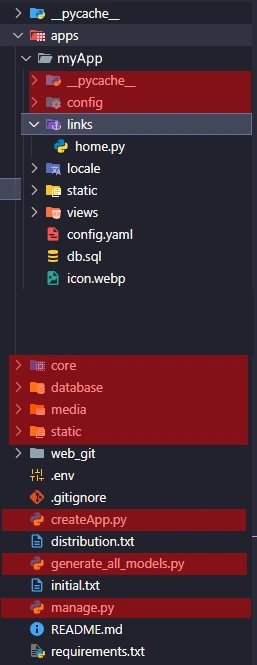 __pycache__
apps
myApp
__pycache__
config
links
home.py
locale
static
views
config.yaml
db.sql
icon.webp
core
database
media
static
web_git
.env
.gitignore
createApp.py
distribution.txt
generate_all_models.py
initial.txt
manage.py
README.md
requirements.txt